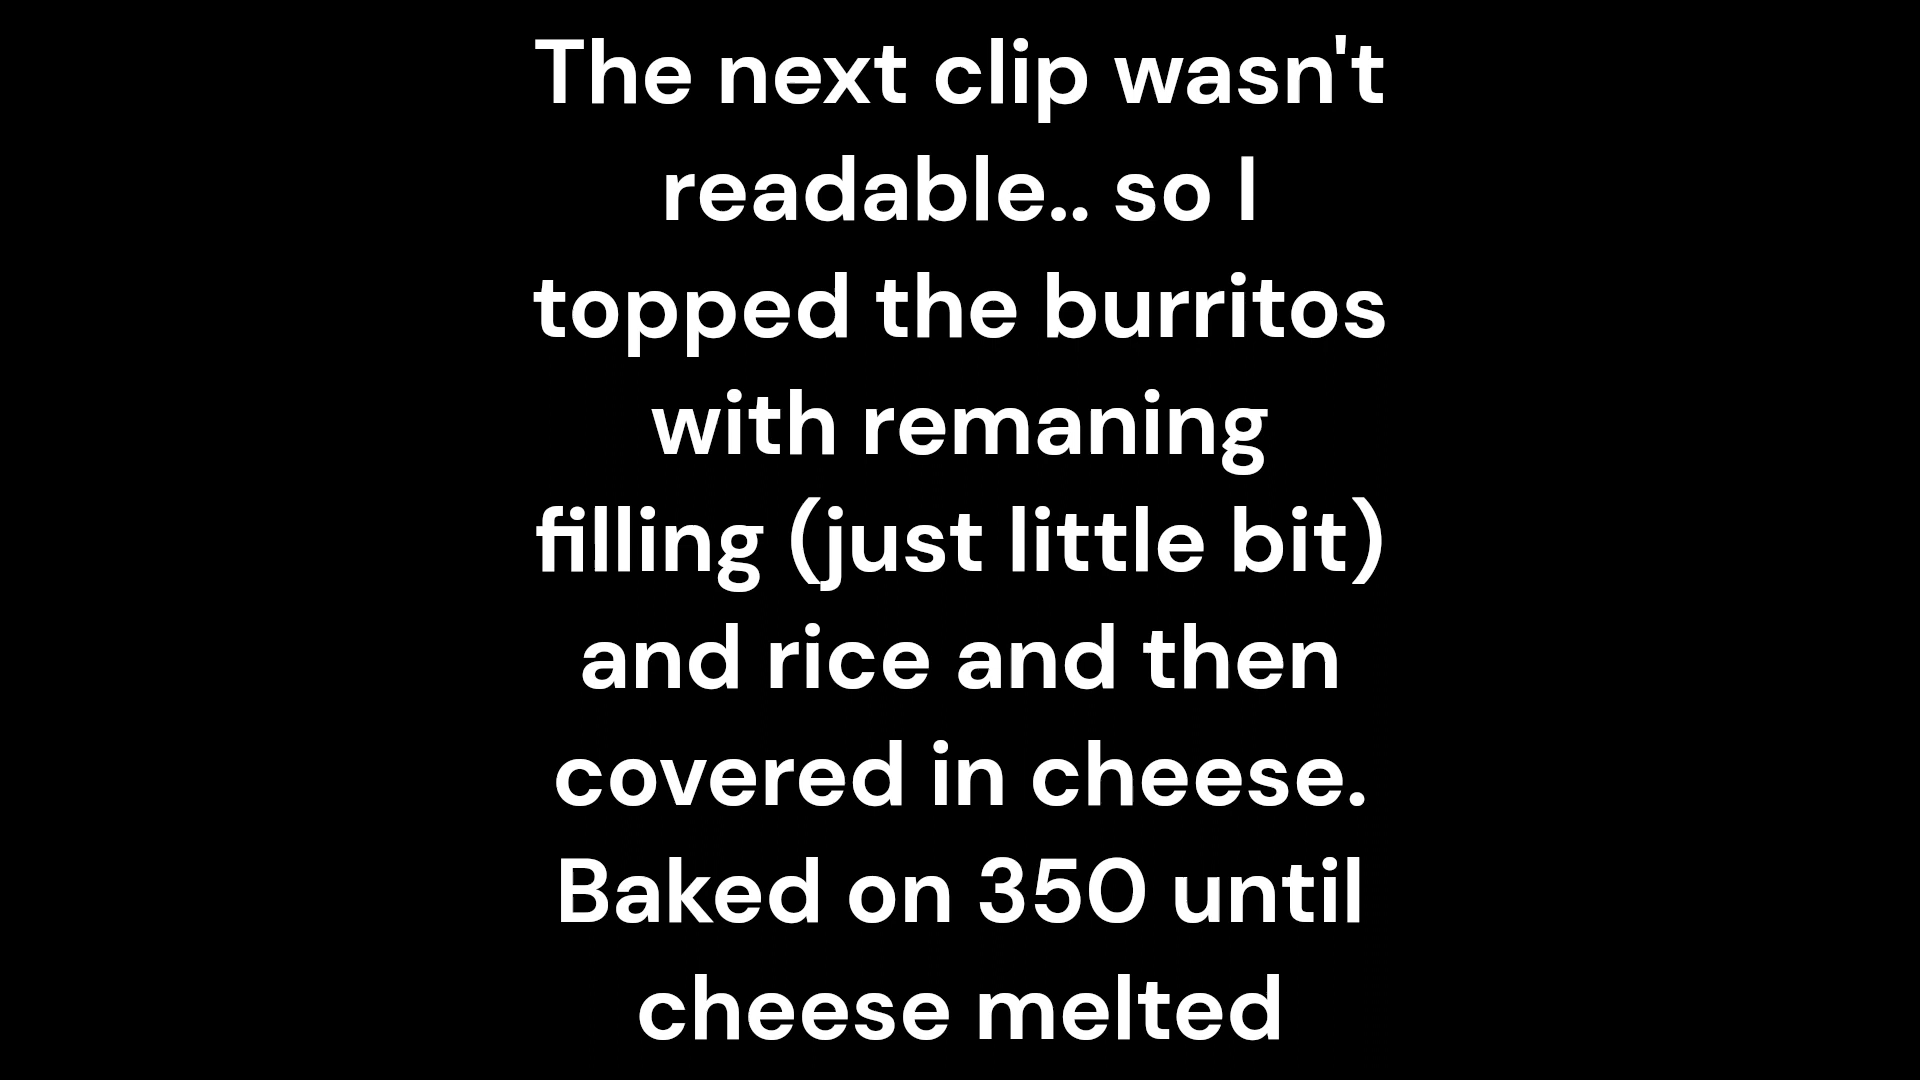 The next clip wasn't
readable.. so I
topped the burritos
with remaning
filling (just little bit)
and rice and then
covered in cheese.
Baked on 350 until
cheese melted